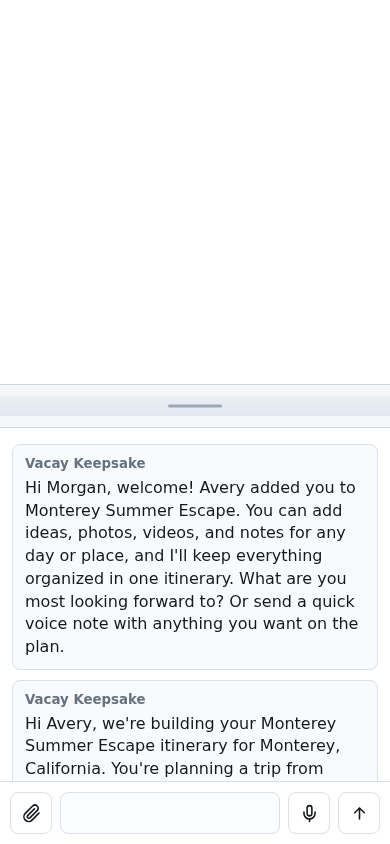 Vacay Keepsake
Hi Morgan, welcome! Avery added you to
Monterey Summer Escape. You can add
ideas, photos, videos, and notes for any
day or place, and I'll keep everything
organized in one itinerary. What are you
most looking forward to? Or send a quick
voice note with anything you want on the
plan.
Vacay Keepsake
Hi Avery, we're building your Monterey
Summer Escape itinerary for Monterey,
California. You're planning a trip from